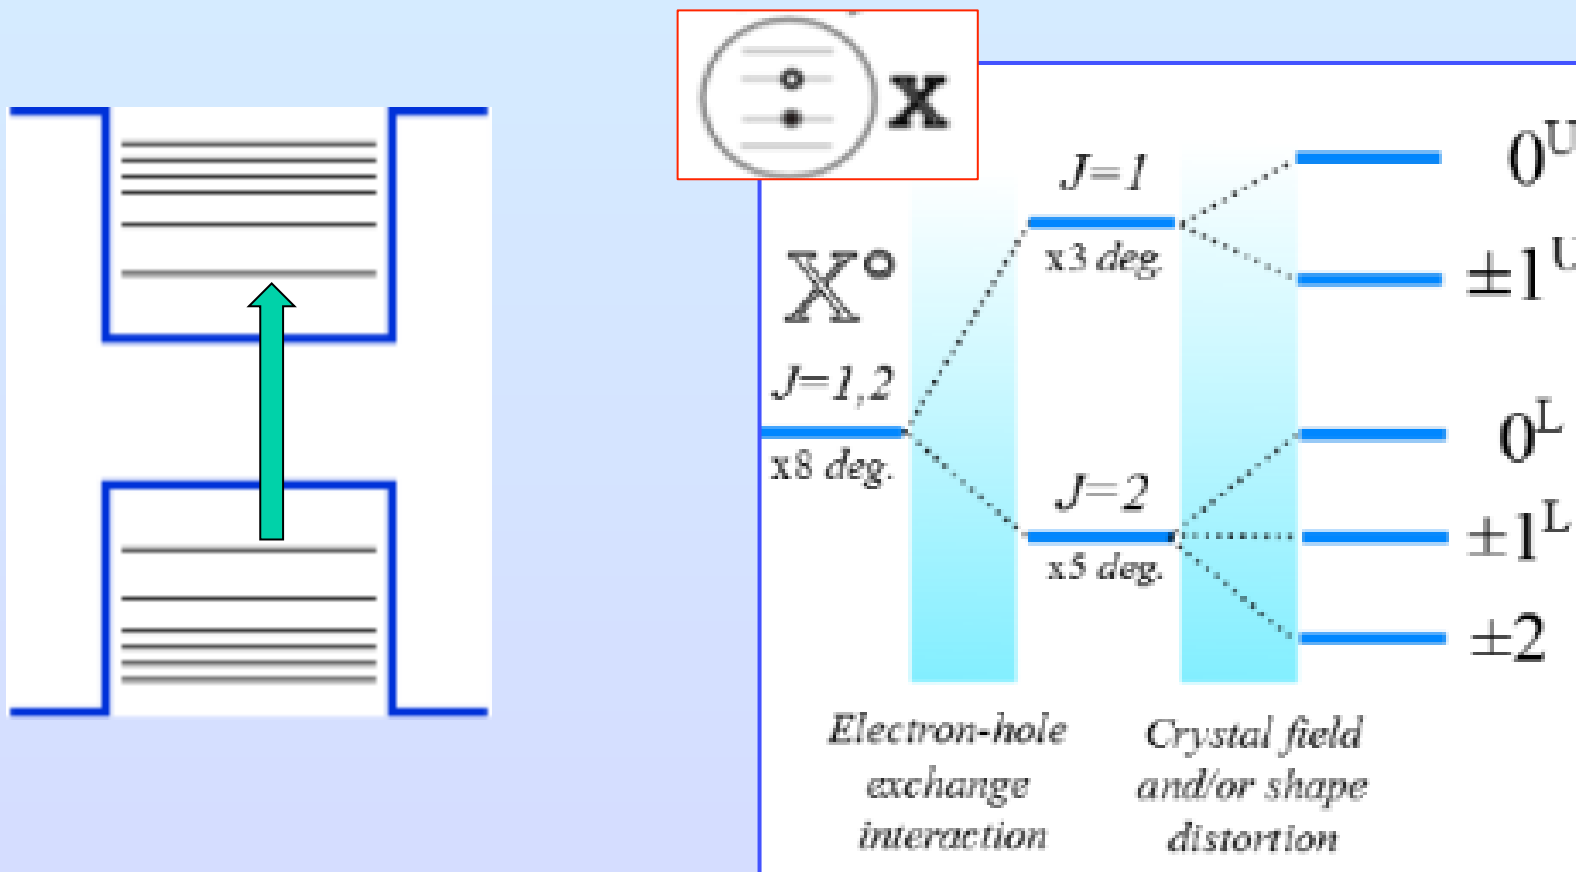 X
J=1
0ᵁ
x3 deg.
±1ᵁ
X°
J=1,2
x8 deg.
0ᴸ
J=2
±1ᴸ
x5 deg.
±2
Electron-hole
exchange
interaction
Crystal field
and/or shape
distortion